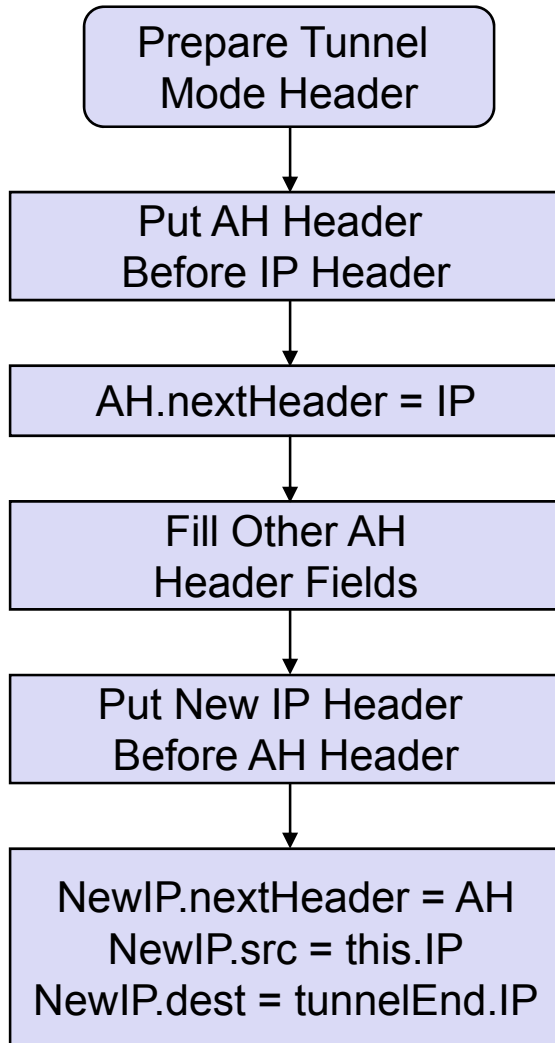 Prepare Tunnel
Mode Header
Put AH Header
Before IP Header
AH.nextHeader = IP
Fill Other AH
Header Fields
Put New IP Header
Before AH Header
NewIP.nextHeader = AH
NewIP.src = this.IP
NewIP.dest = tunnelEnd.IP